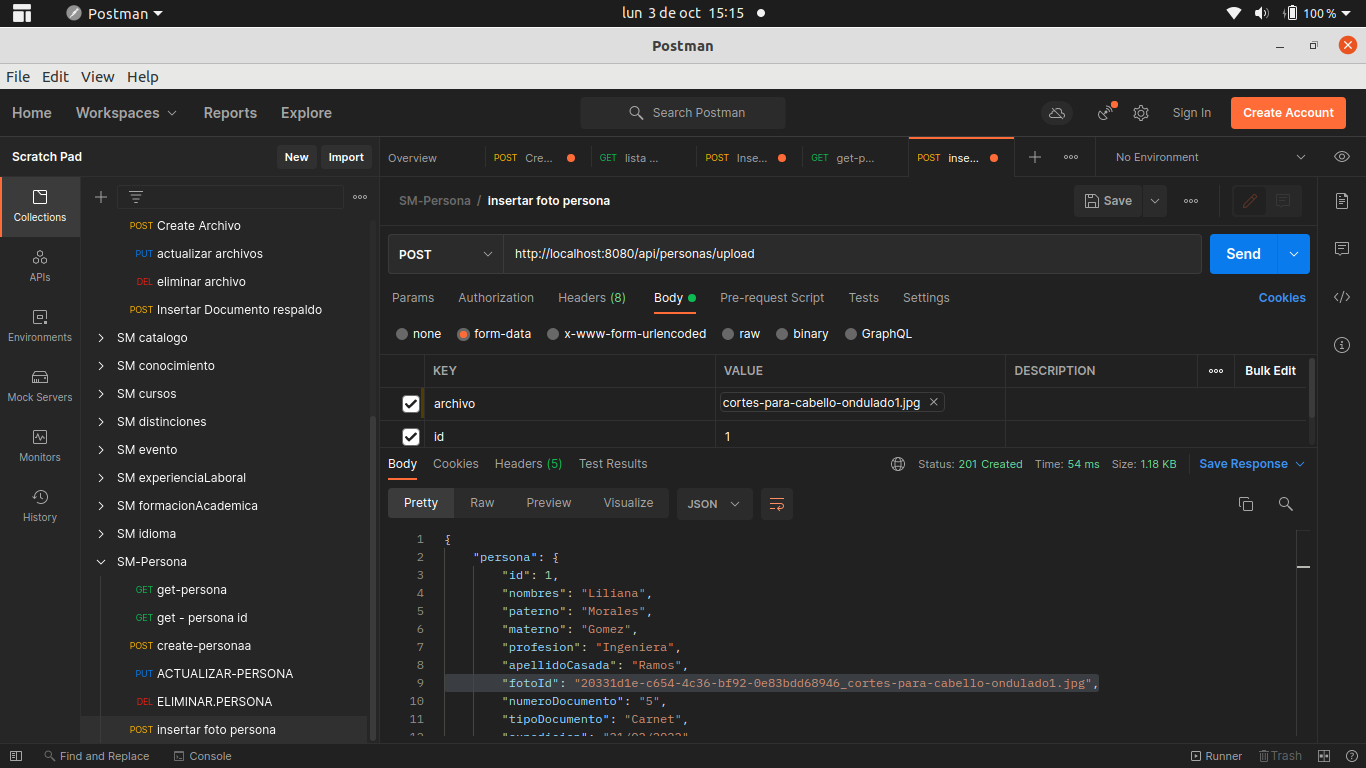 Postman
lun 3 de oct 15:15
100 %
Postman
File Edit View Help
Home Workspaces Reports Explore
Search Postman
Sign In
Create Account
Scratch Pad
New
Import
Overview
POST Cre...
GET lista ...
POST Inse...
GET get-p...
POST inse...
No Environment
Collections
APIs
Environments
Mock Servers
Monitors
History
POST Create Archivo
PUT actualizar archivos
DEL eliminar archivo
POST Insertar Documento respaldo
SM catalogo
SM conocimiento
SM cursos
SM distinciones
SM evento
SM experienciaLaboral
SM formacionAcademica
SM idioma
SM-Persona
GET get-persona
GET get - persona id
POST create-personaa
PUT ACTUALIZAR-PERSONA
DEL ELIMINAR.PERSONA
POST insertar foto persona
SM-Persona / insertar foto persona
Save
POST
http://localhost:8080/api/personas/upload
Send
Params Authorization Headers (8) Body Pre-request Script Tests Settings
Cookies
none form-data x-www-form-urlencoded raw binary GraphQL
KEY VALUE DESCRIPTION
Bulk Edit
archivo cortes-para-cabello-ondulado1.jpg
id 1
Body Cookies Headers (5) Test Results
Status: 201 Created Time: 54 ms Size: 1.18 KB
Save Response
Pretty Raw Preview Visualize
JSON
1 {
2 "persona": {
3 "id": 1,
4 "nombres": "Liliana",
5 "paterno": "Morales",
6 "materno": "Gomez",
7 "profesion": "Ingeniera",
8 "apellidoCasada": "Ramos",
9 "fotoId": "20331d1e-c654-4c36-bf92-0e83bdd68946_cortes-para-cabello-ondulado1.jpg",
10 "numeroDocumento": "5",
11 "tipoDocumento": "Carnet",
Find and Replace
Console
Runner
Trash